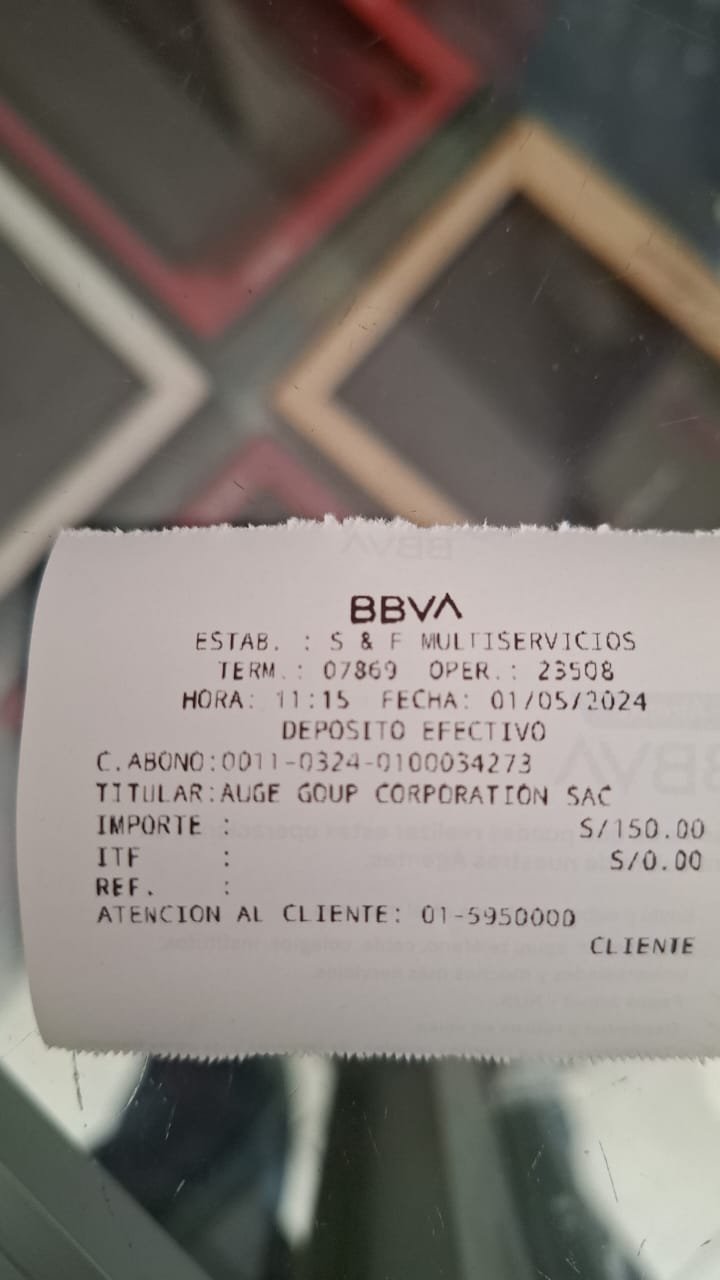 BBVA
ESTAB. : S & F MULTISERVICIOS
TERM.: 07869 OPER.: 23508
HORA: 11:15 FECHA: 01/05/2024
DEPOSITO EFECTIVO
C.ABONO:0011-0324-0100034273
TITULAR:AUGE GOUP CORPORATION SAC
IMPORTE : S/150.00
ITF : S/0.00
REF. :
ATENCION AL CLIENTE: 01-5950000
CLIENTE